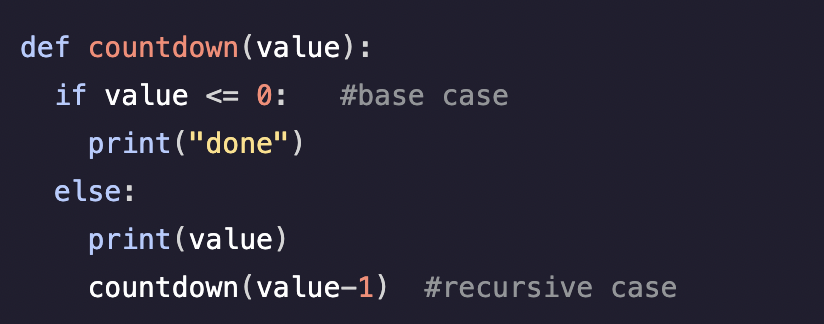 def countdown(value):
  if value <= 0:   #base case
    print("done")
  else:
    print(value)
    countdown(value-1)  #recursive case